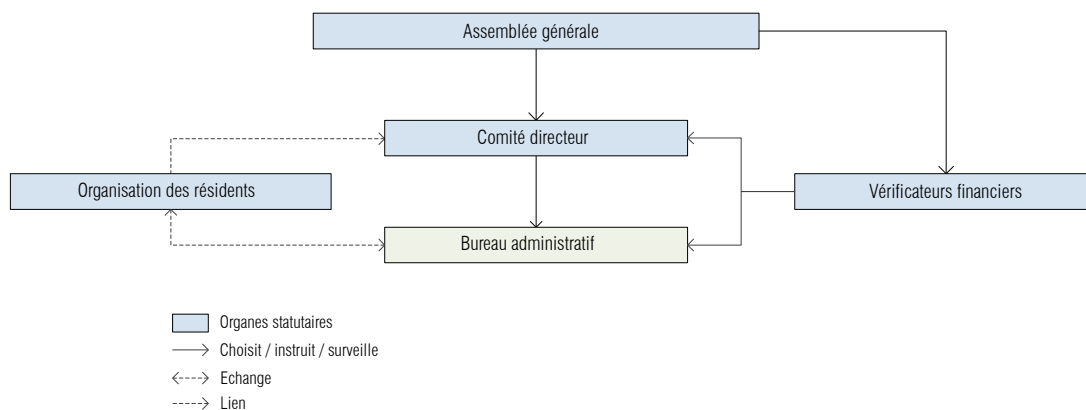 Assemblée générale
Comité directeur
Organisation des résidents
Vérificateurs financiers
Bureau administratif
Organes statutaires
Choisit / instruit / surveille
Echange
Lien